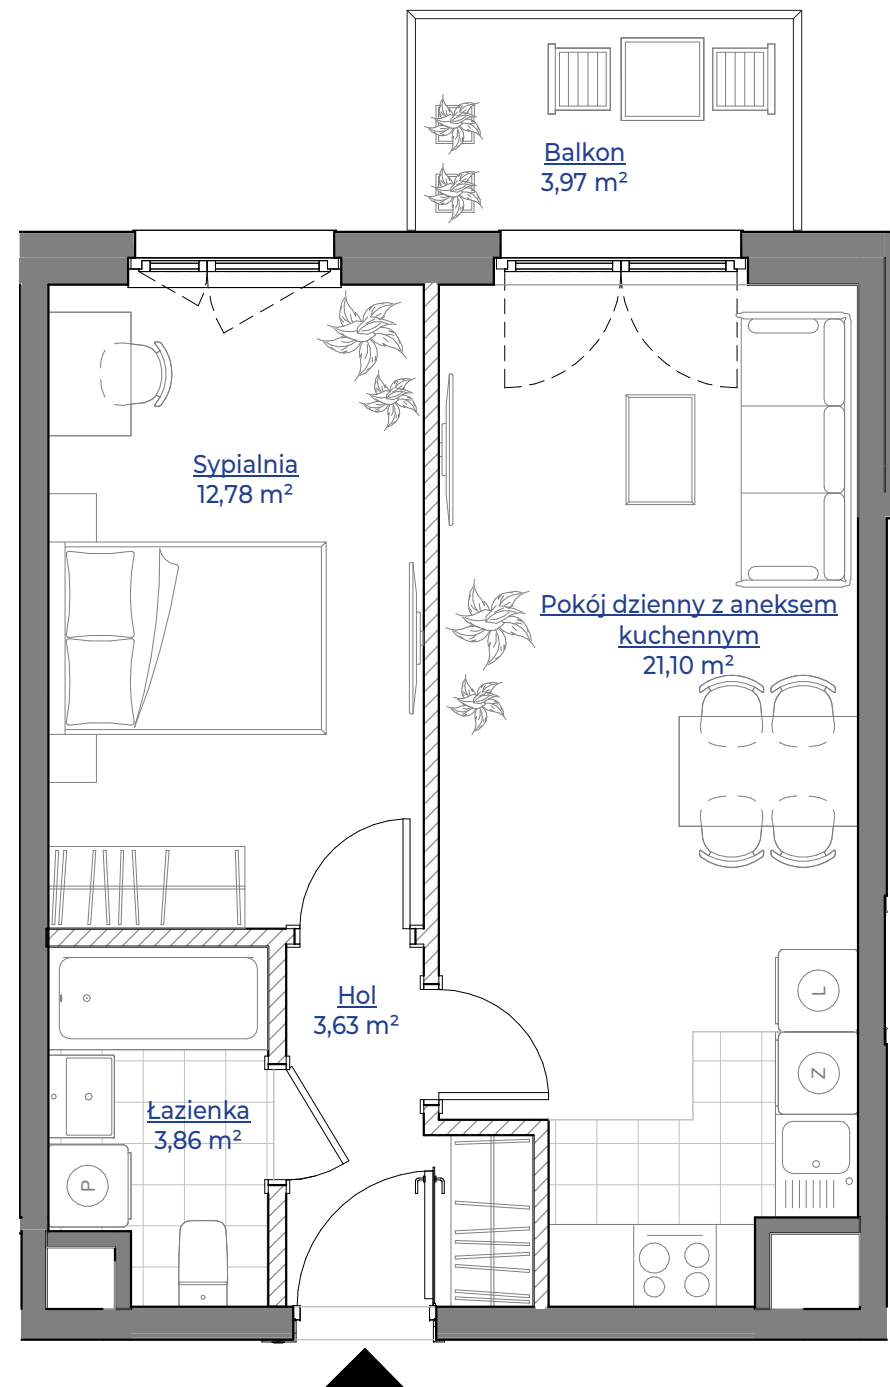 Balkon
3,97 m²
Sypialnia
12,78 m²
Pokój dzienny z aneksem
kuchennym
21,10 m²
Hol
3,63 m²
L
Z
Łazienka
3,86 m²
P